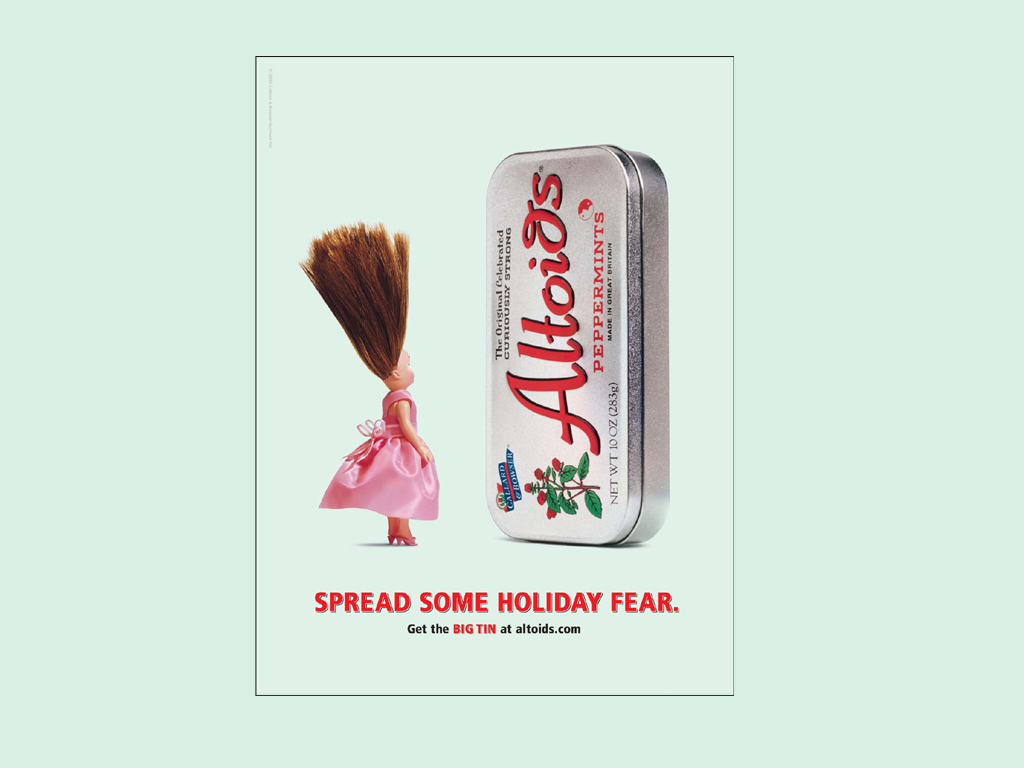 The Original Celebrated
CURIOUSLY STRONG
Altoids®
PEPPERMINTS
MADE IN GREAT BRITAIN
NET WT 10 OZ (283g)
CALLARD
& BOWSER®
SPREAD SOME HOLIDAY FEAR.
Get the BIG TIN at altoids.com